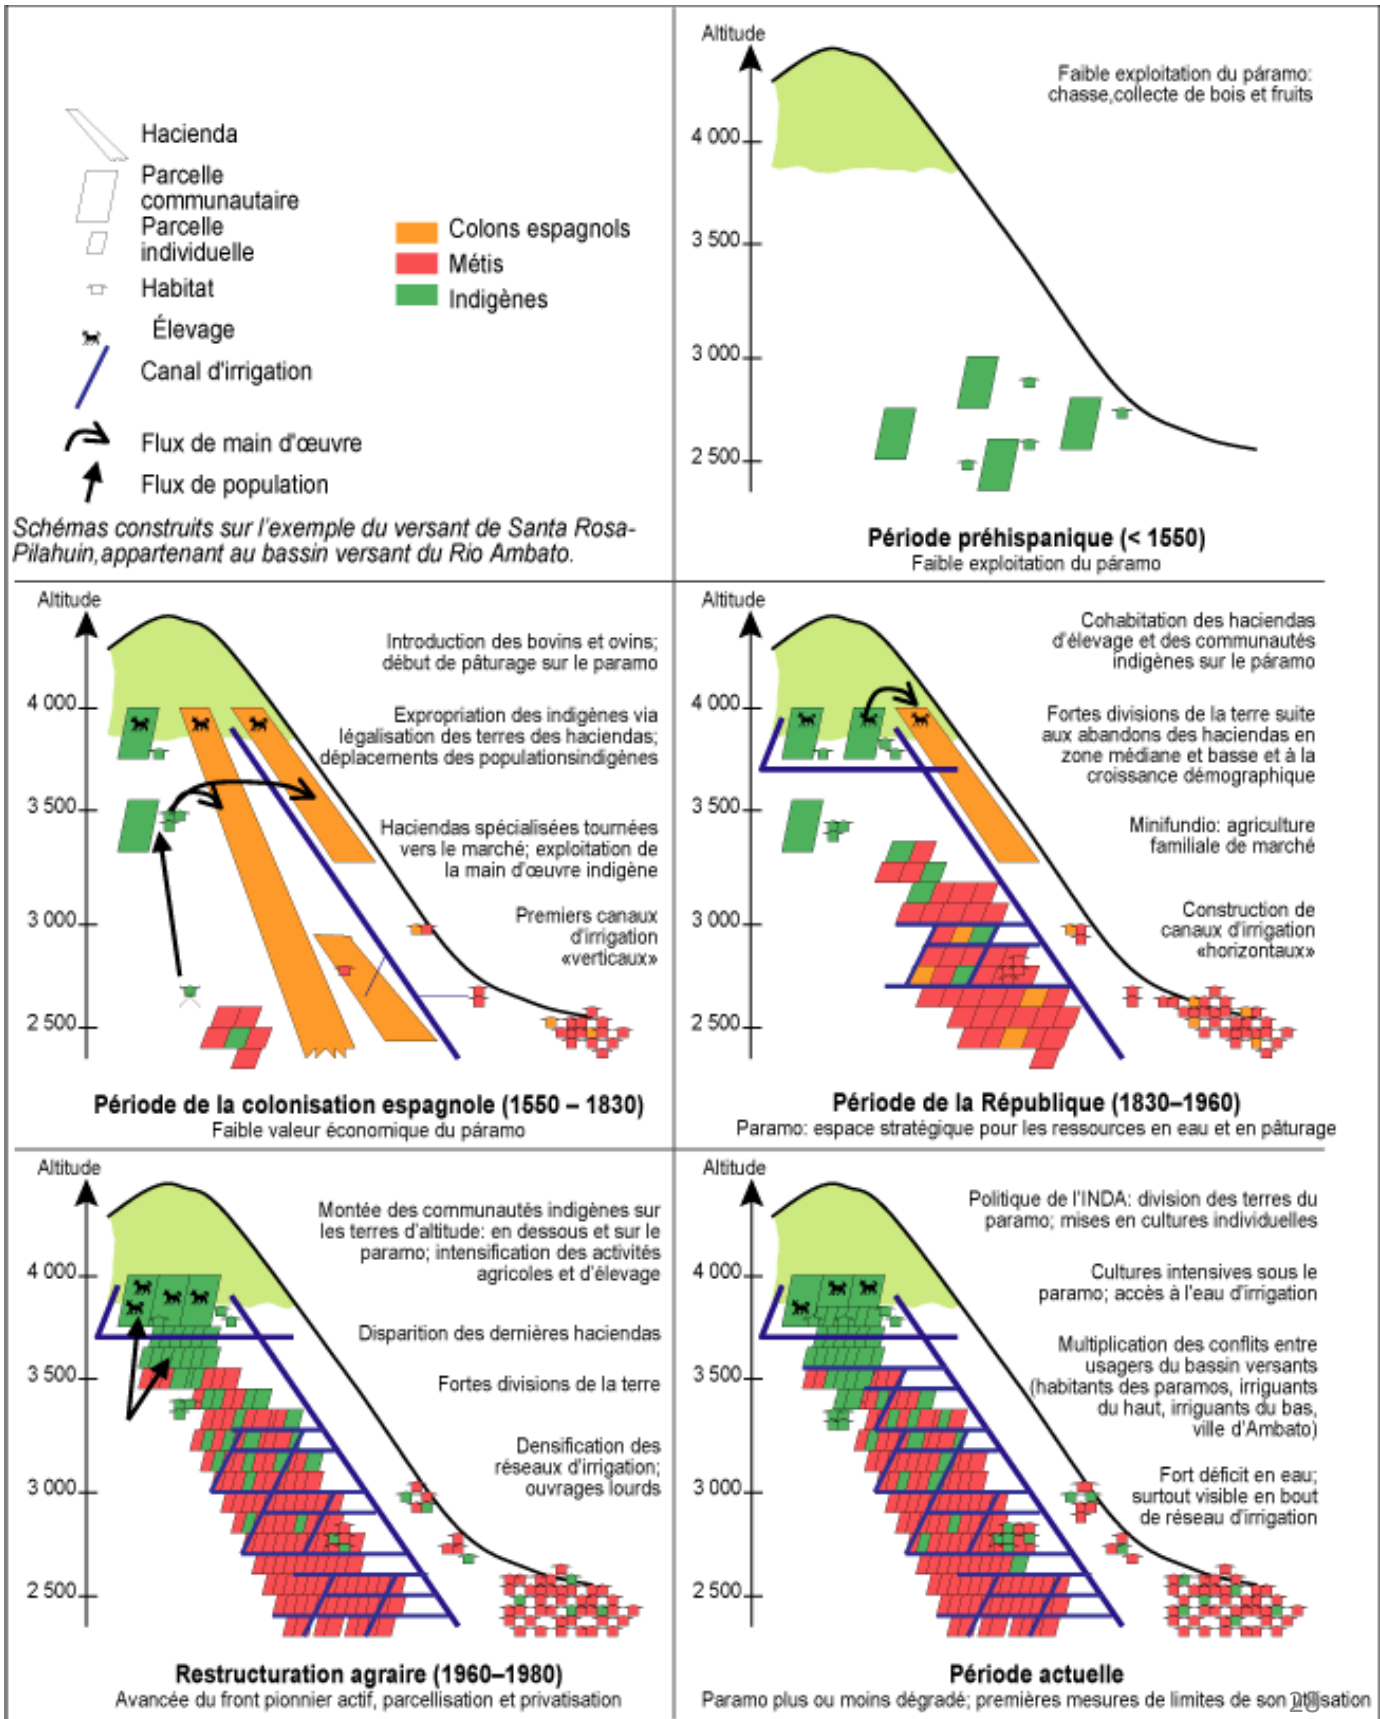 Hacienda
Parcelle
communautaire
Parcelle
individuelle
Habitat
Élevage
Canal d'irrigation
Flux de main d'œuvre
Flux de population
Colons espagnols
Métis
Indigènes
Schémas construits sur l'exemple du versant de Santa Rosa-
Pilahuin,appartenant au bassin versant du Rio Ambato.
Altitude
4 000
3 500
3 000
2 500
Faible exploitation du páramo:
chasse,collecte de bois et fruits
Période préhispanique (< 1550)
Faible exploitation du páramo
Altitude
4 000
3 500
3 000
2 500
Introduction des bovins et ovins;
début de pâturage sur le paramo
Expropriation des indigènes via
légalisation des terres des haciendas;
déplacements des populationsindigènes
Haciendas spécialisées tournées
vers le marché; exploitation de
la main d'œuvre indigène
Premiers canaux
d'irrigation
«verticaux»
Période de la colonisation espagnole (1550 – 1830)
Faible valeur économique du páramo
Altitude
4 000
3 500
3 000
2 500
Cohabitation des haciendas
d'élevage et des communautés
indigènes sur le páramo
Fortes divisions de la terre suite
aux abandons des haciendas en
zone médiane et basse et à la
croissance démographique
Minifundio: agriculture
familiale de marché
Construction de
canaux d'irrigation
«horizontaux»
Période de la République (1830–1960)
Paramo: espace stratégique pour les ressources en eau et en pâturage
Altitude
4 000
3 500
3 000
2 500
Montée des communautés indigènes sur
les terres d'altitude: en dessous et sur le
paramo; intensification des activités
agricoles et d'élevage
Disparition des dernières haciendas
Fortes divisions de la terre
Densification des
réseaux d'irrigation;
ouvrages lourds
Restructuration agraire (1960–1980)
Avancée du front pionnier actif, parcellisation et privatisation
Altitude
4 000
3 500
3 000
2 500
Politique de l'INDA: division des terres du
paramo; mises en cultures individuelles
Cultures intensives sous le
paramo; accès à l'eau d'irrigation
Multiplication des conflits entre
usagers du bassin versants
(habitants des paramos, irriguants
du haut, irriguants du bas,
ville d'Ambato)
Fort déficit en eau;
surtout visible en bout
de réseau d'irrigation
Période actuelle
Paramo plus ou moins dégradé; premières mesures de limites de son utilisation
28